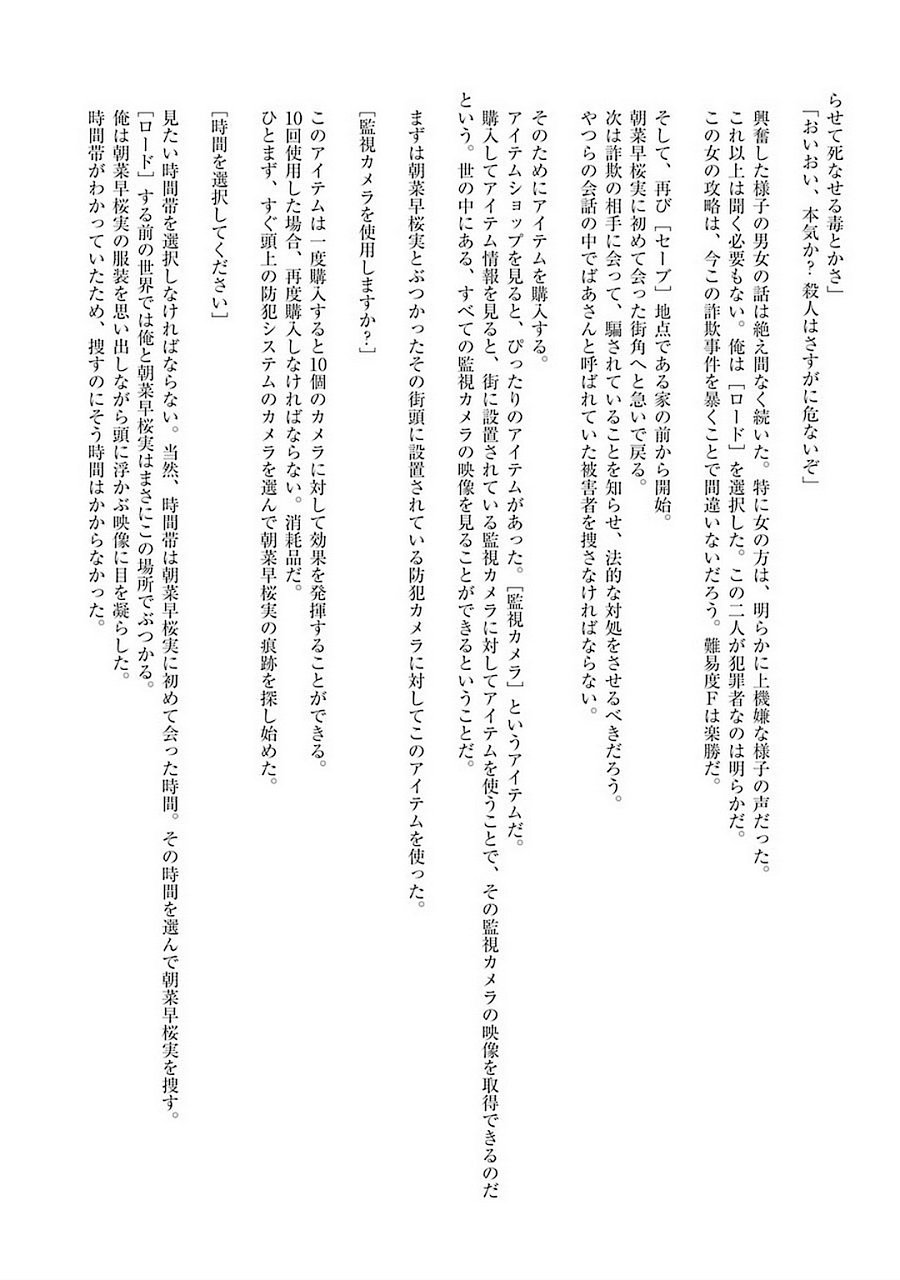 らせて死なせる毒とかさ」
「おいおい、本気か？ 殺人はさすがに危ないぞ」
興奮した様子の男女の話は絶え間なく続いた。特に女の方は、明らかに上機嫌な様子の声だった。
これ以上は聞く必要もない。俺は［ロード］を選択した。この二人が犯罪者なのは明らかだ。
この女の攻略は、今この詐欺事件を暴くことで間違いないだろう。難易度Ｆは楽勝だ。
そして、再び［セーブ］地点である家の前から開始。
朝菜早桜実に初めて会った街角へと急いで戻る。
次は詐欺の相手に会って、騙されていることを知らせ、法的な対処をさせるべきだろう。
やつらの会話の中でばあさんと呼ばれていた被害者を捜さなければならない。
そのためにアイテムを購入する。
アイテムショップを見ると、ぴったりのアイテムがあった。［監視カメラ］というアイテムだ。
購入してアイテム情報を見ると、街に設置されている監視カメラに対してアイテムを使うことで、その監視カメラの映像を取得できるのだ
という。世の中にある、すべての監視カメラの映像を見ることができるということだ。
まずは朝菜早桜実とぶつかったその街頭に設置されている防犯カメラに対してこのアイテムを使った。
［監視カメラを使用しますか？］
このアイテムは一度購入すると10個のカメラに対して効果を発揮することができる。
10回使用した場合、再度購入しなければならない。消耗品だ。
ひとまず、すぐ頭上の防犯システムのカメラを選んで朝菜早桜実の痕跡を探し始めた。
［時間を選択してください］
見たい時間帯を選択しなければならない。当然、時間帯は朝菜早桜実に初めて会った時間。その時間を選んで朝菜早桜実を捜す。
［ロード］する前の世界では俺と朝菜早桜実はまさにこの場所でぶつかる。
俺は朝菜早桜実の服装を思い出しながら頭に浮かぶ映像に目を凝らした。
時間帯がわかっていたため、捜すのにそう時間はかからなかった。